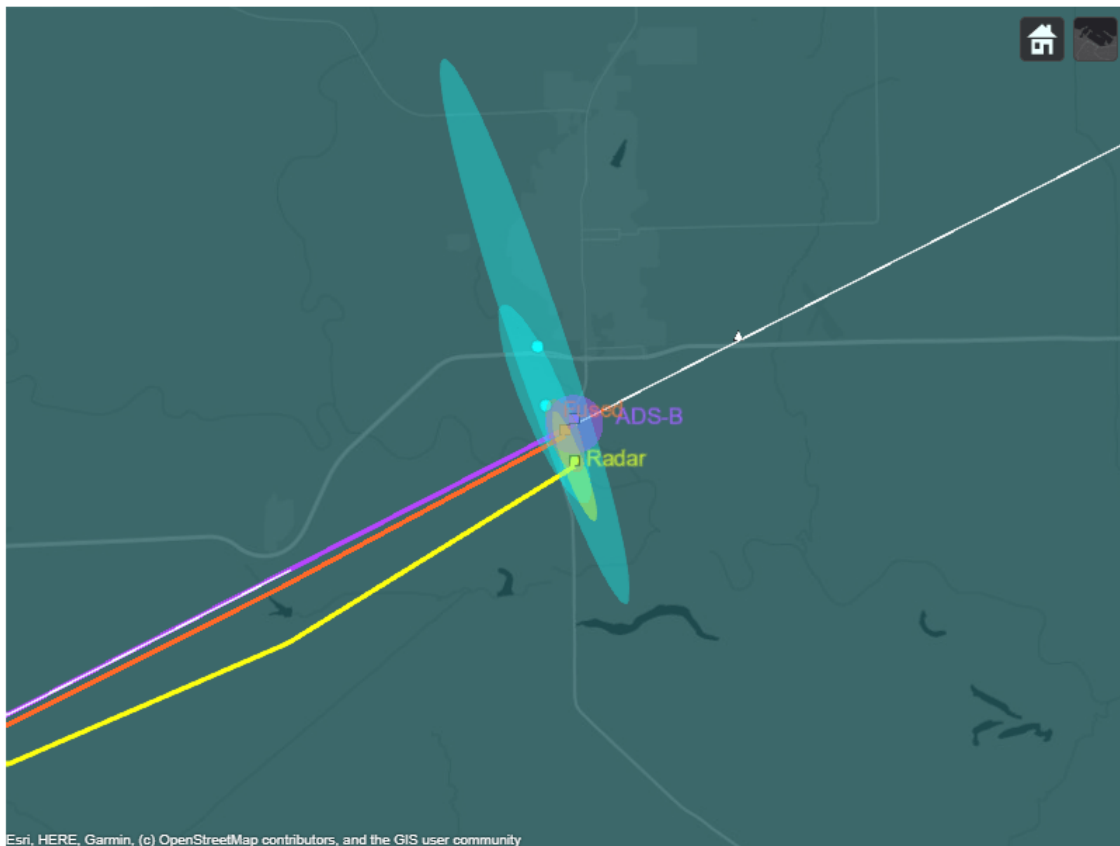 Fused
ADS-B
Radar
Esri, HERE, Garmin, (c) OpenStreetMap contributors, and the GIS user community